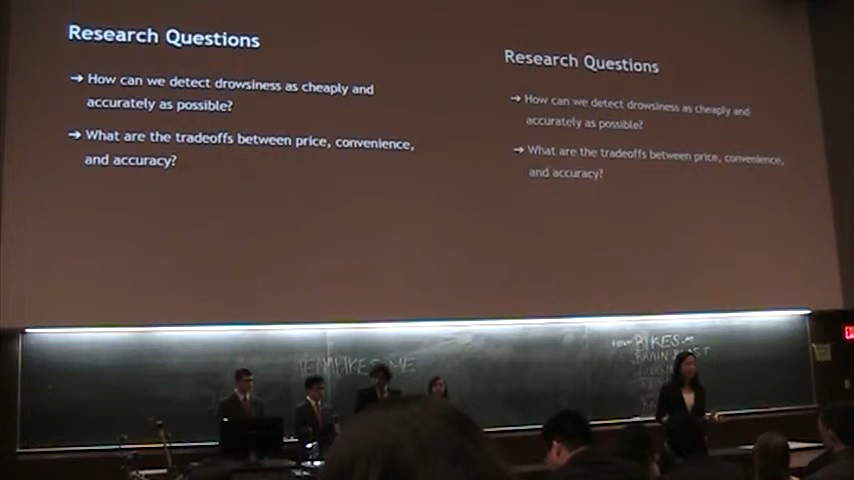 Research Questions
→ How can we detect drowsiness as cheaply and
accurately as possible?
→ What are the tradeoffs between price, convenience,
and accuracy?
Research Questions
→ How can we detect drowsiness as cheaply and
accurately as possible?
→ What are the tradeoffs between price, convenience,
and accuracy?
BIKES